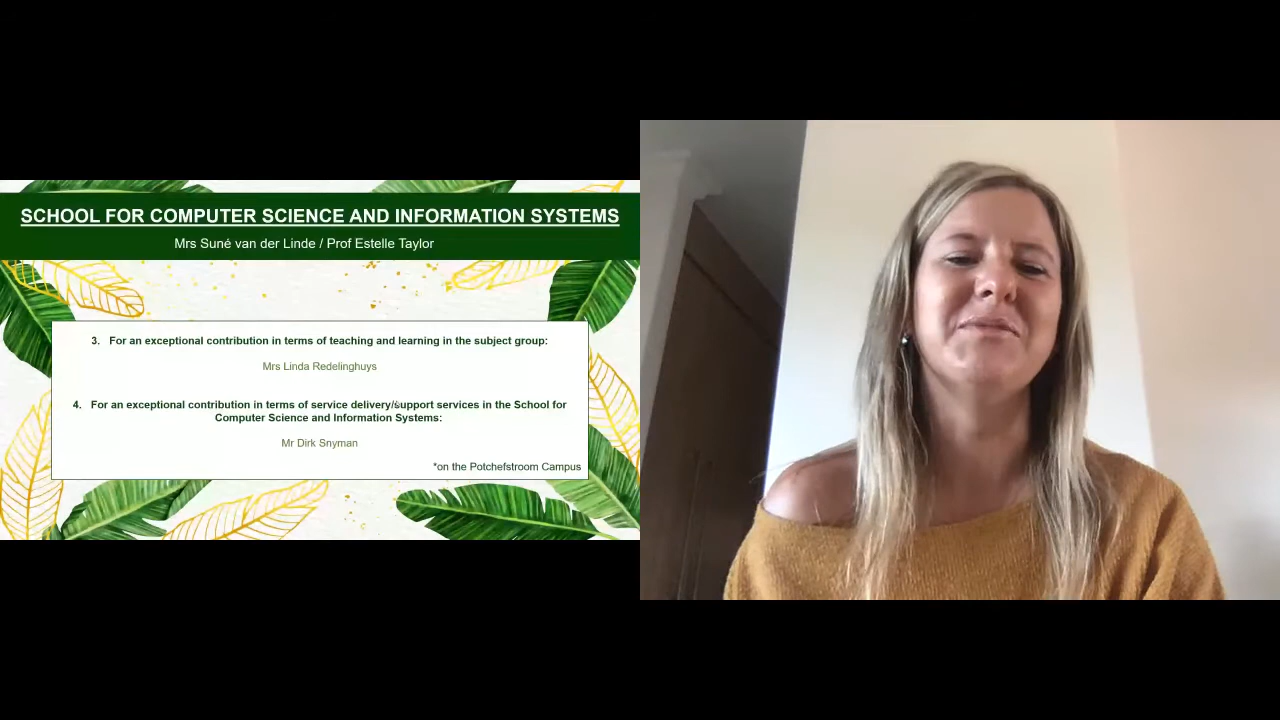 SCHOOL FOR COMPUTER SCIENCE AND INFORMATION SYSTEMS
Mrs Suné van der Linde / Prof Estelle Taylor
3. For an exceptional contribution in terms of teaching and learning in the subject group:
Mrs Linda Redelinghuys
4. For an exceptional contribution in terms of service delivery/support services in the School for
Computer Science and Information Systems:
Mr Dirk Snyman
*on the Potchefstroom Campus